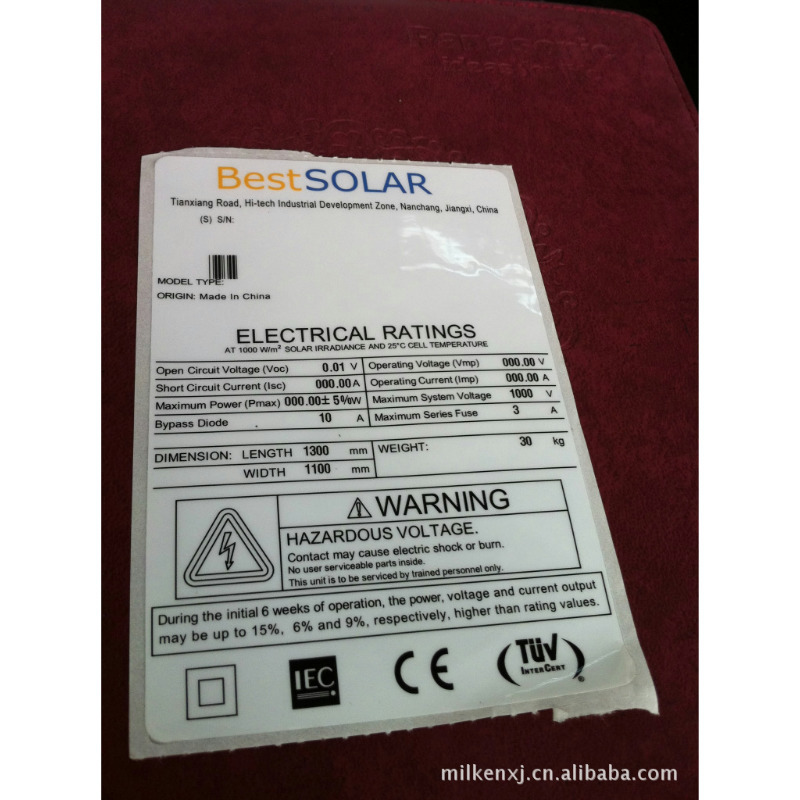 Panasonic
ideas for life
BestSOLAR
Tianxiang Road, Hi-tech Industrial Development Zone, Nanchang, Jiangxi, China
(S) S/N:
MODEL TYPE:
ORIGIN: Made In China
ELECTRICAL RATINGS
AT 1000 W/m² SOLAR IRRADIANCE AND 25°C CELL TEMPERATURE
Open Circuit Voltage (Voc) 0.01 V Operating Voltage (Vmp) 000.00 V
Short Circuit Current (Isc) 000.00 A Operating Current (Imp) 000.00 A
Maximum Power (Pmax) 000.00± 5%W Maximum System Voltage 1000 V
Bypass Diode 10 A Maximum Series Fuse 3 A
DIMENSION: LENGTH 1300 mm WEIGHT: 30 kg
WIDTH 1100 mm
WARNING
HAZARDOUS VOLTAGE.
Contact may cause electric shock or burn.
No user serviceable parts inside.
This unit is to be serviced by trained personnel only.
During the initial 6 weeks of operation, the power, voltage and current output
may be up to 15%, 6% and 9%, respectively, higher than rating values.
IEC CE TÜV
INTERCERT
®
milkenxj.cn.alibaba.com